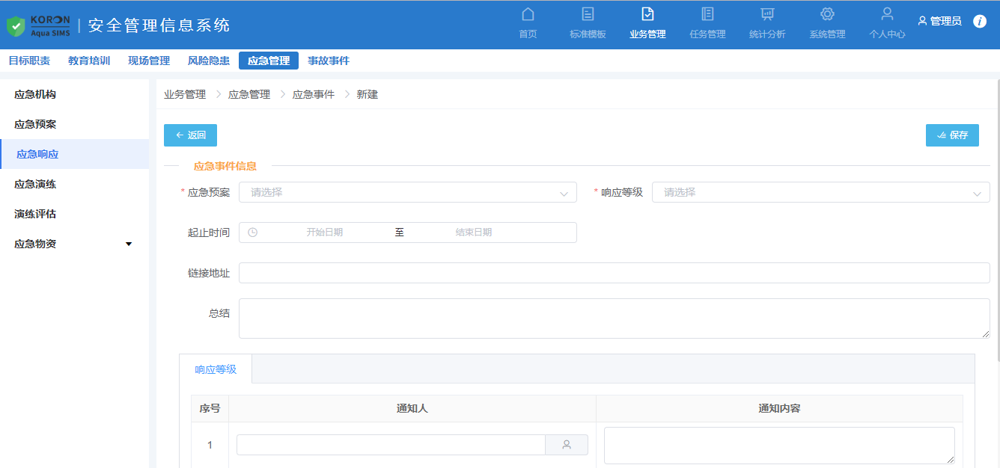 KORON
Aqua SIMS
安全管理信息系统
首页 标准模板 业务管理 任务管理 统计分析 系统管理 个人中心 管理员
目标职责 教育培训 现场管理 风险隐患 应急管理 事故事件
应急机构
应急预案
应急响应
应急演练
演练评估
应急物资
业务管理 > 应急管理 > 应急事件 > 新建
返回 保存
应急事件信息
* 应急预案 请选择 * 响应等级 请选择
起止时间 开始日期 至 结束日期
链接地址
总结
响应等级
序号 通知人 通知内容
1